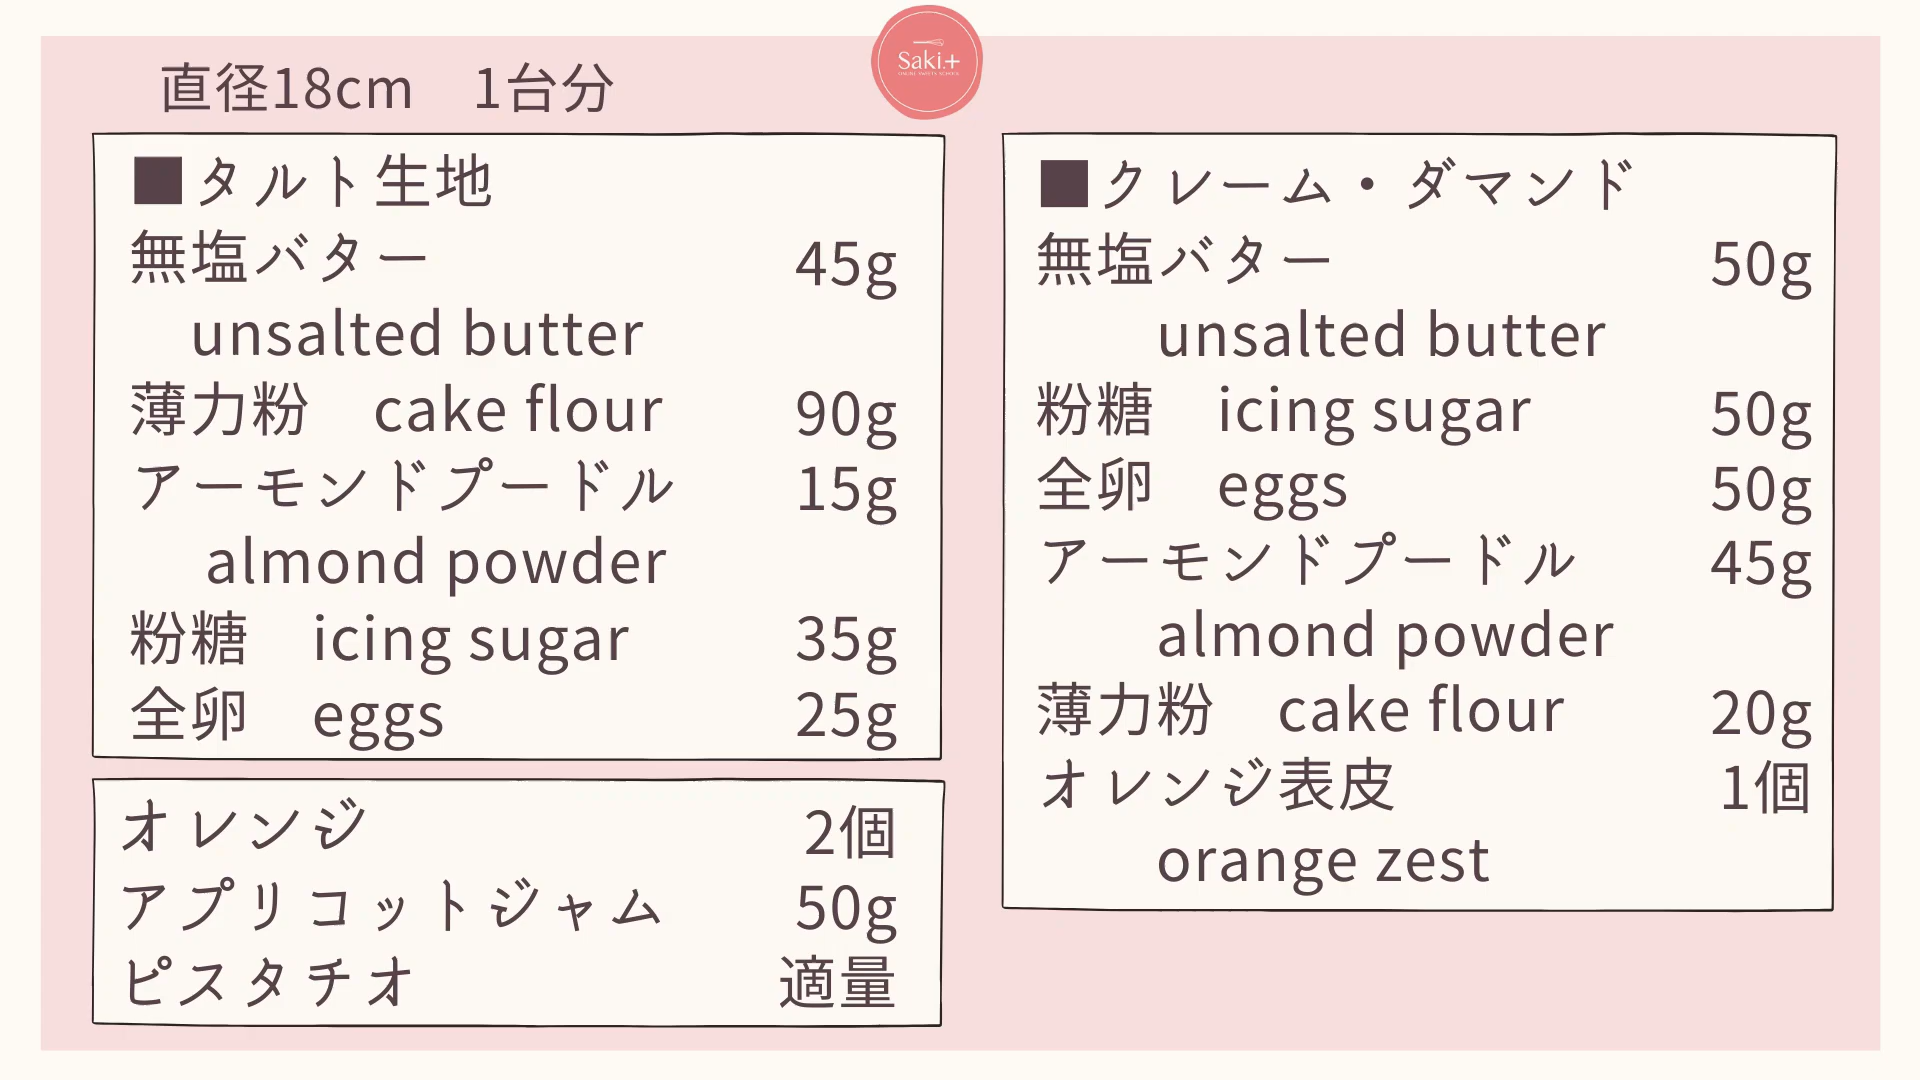 Saki.+
ONLINE SWEETS SCHOOL
直径18cm　1台分
■タルト生地
無塩バター 45g
unsalted butter
薄力粉　cake flour 90g
アーモンドプードル 15g
almond powder
粉糖　icing sugar 35g
全卵　eggs 25g
オレンジ 2個
アプリコットジャム 50g
ピスタチオ 適量
■クレーム・ダマンド
無塩バター 50g
unsalted butter
粉糖　icing sugar 50g
全卵　eggs 50g
アーモンドプードル 45g
almond powder
薄力粉　cake flour 20g
オレンジ表皮 1個
orange zest